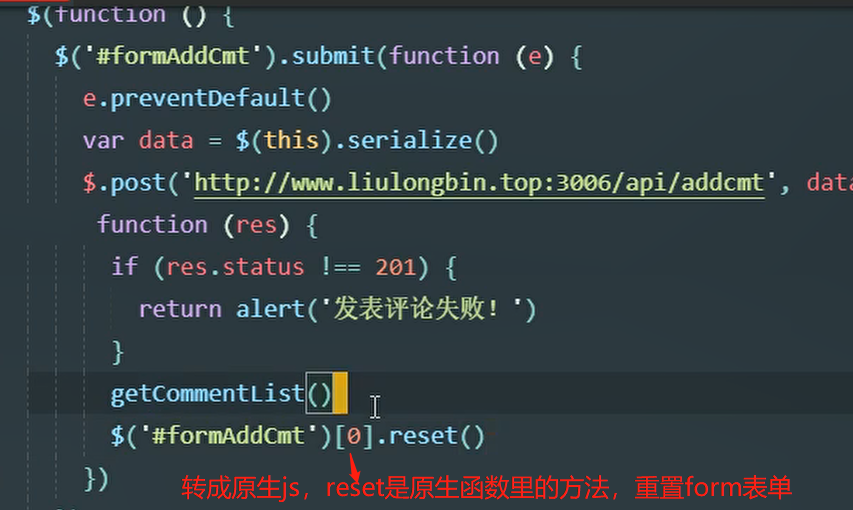 $(function () {
$('#formAddCmt').submit(function (e) {
e.preventDefault()
var data = $(this).serialize()
$.post('http://www.liulongbin.top:3006/api/addcmt', data
function (res) {
if (res.status !== 201) {
return alert('发表评论失败！')
}
getCommentList()
$('#formAddCmt')[0].reset()
})
转成原生js，reset是原生函数里的方法，重置form表单